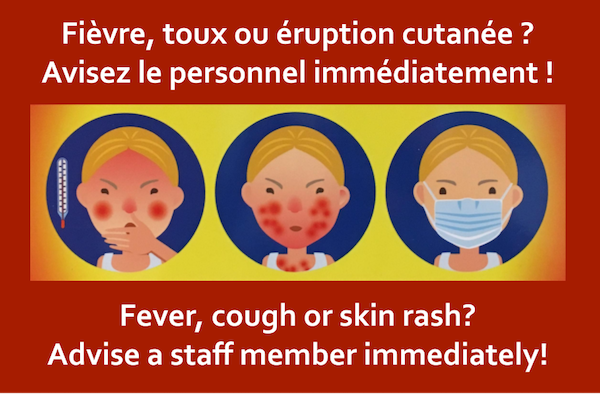 Fièvre, toux ou éruption cutanée ?
Avisez le personnel immédiatement !
Fever, cough or skin rash?
Advise a staff member immediately!